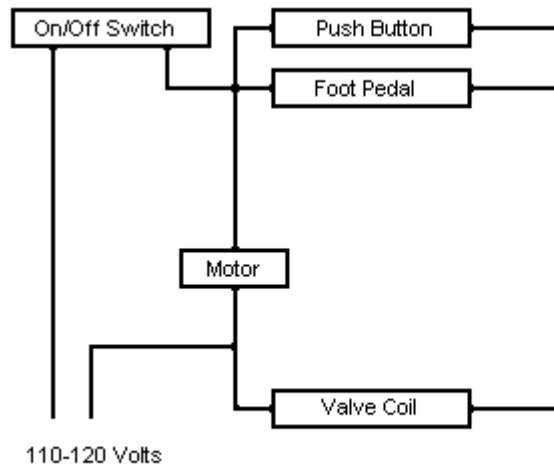 On/Off Switch
Push Button
Foot Pedal
Motor
Valve Coil
110-120 Volts